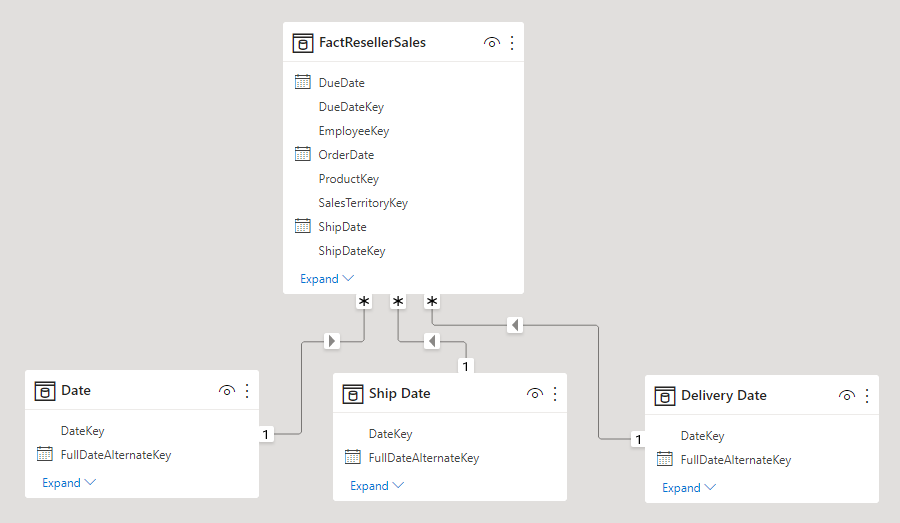 FactResellerSales
DueDate
DueDateKey
EmployeeKey
OrderDate
ProductKey
SalesTerritoryKey
ShipDate
ShipDateKey
Expand
* * *
1
Date
DateKey
FullDateAlternateKey
Expand
1
Ship Date
DateKey
FullDateAlternateKey
Expand
1
Delivery Date
DateKey
FullDateAlternateKey
Expand